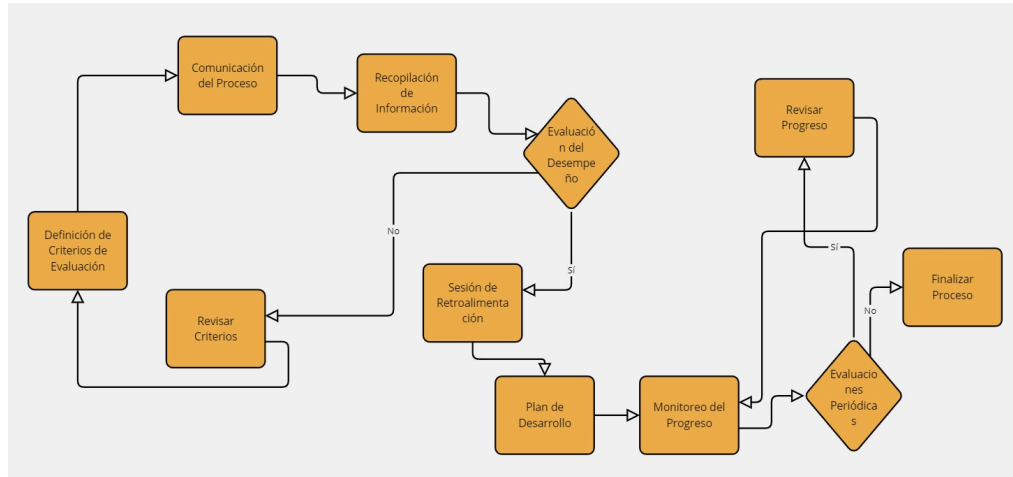 Comunicación
del Proceso
Recopilación
de
Información
Evaluació
n del
Desempe
ño
No
Sí
Definición de
Criterios de
Evaluación
Revisar
Criterios
Sesión de
Retroalimenta
ción
Plan de
Desarrollo
Monitoreo del
Progreso
Evaluacio
nes
Periódica
s
Sí
Revisar
Progreso
No
Finalizar
Proceso